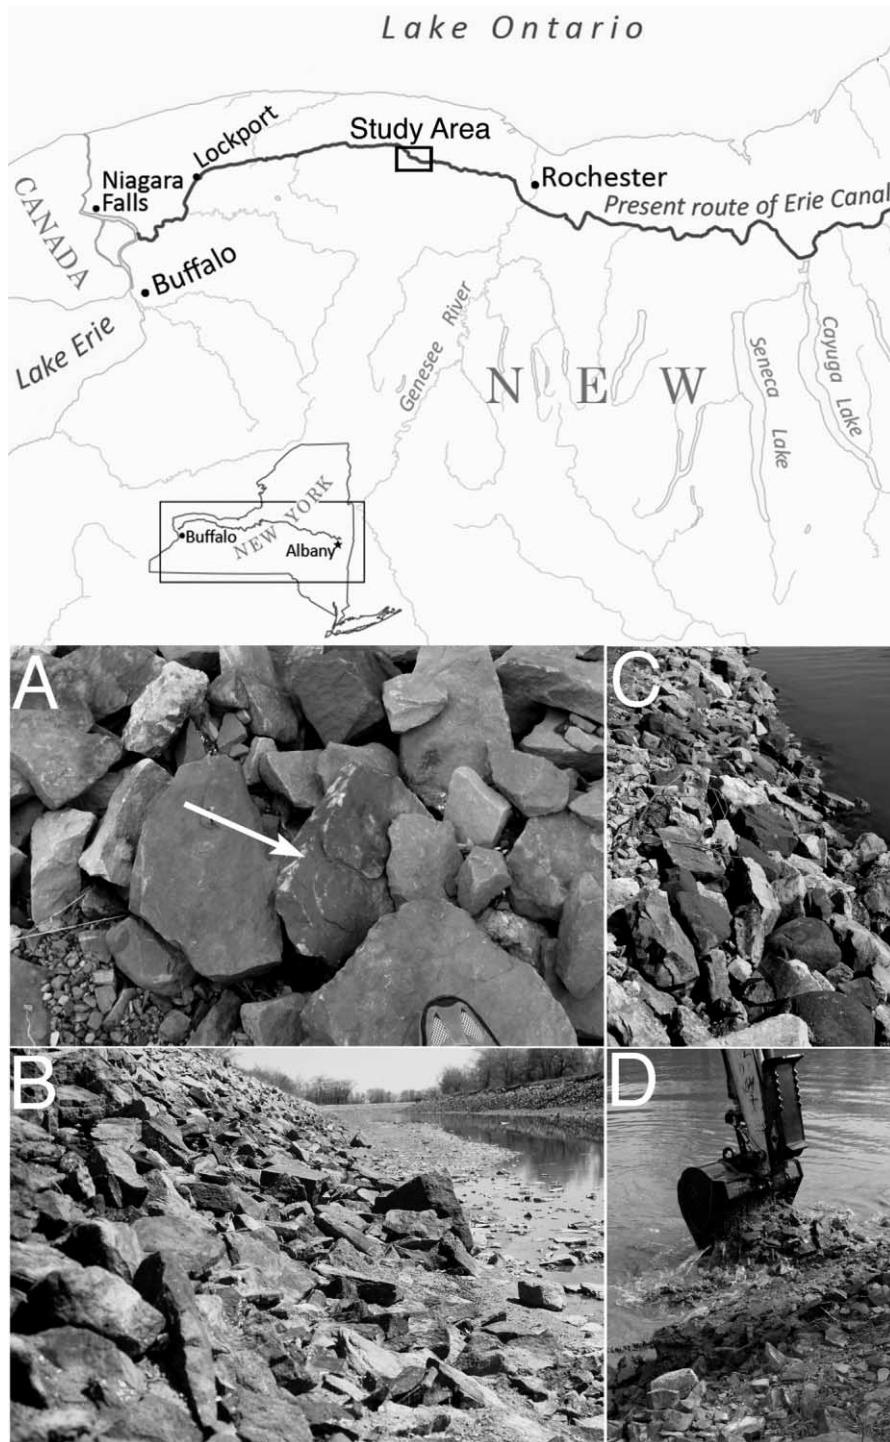 Lake Ontario
Study Area
Lockport
Niagara
Falls
Rochester
CANADA
Present route of Erie Canal
Buffalo
Lake Erie
Genesee River
NEW
Seneca
Lake
Cayuga
Lake
NEW YORK
Buffalo
Albany
A
C
B
D